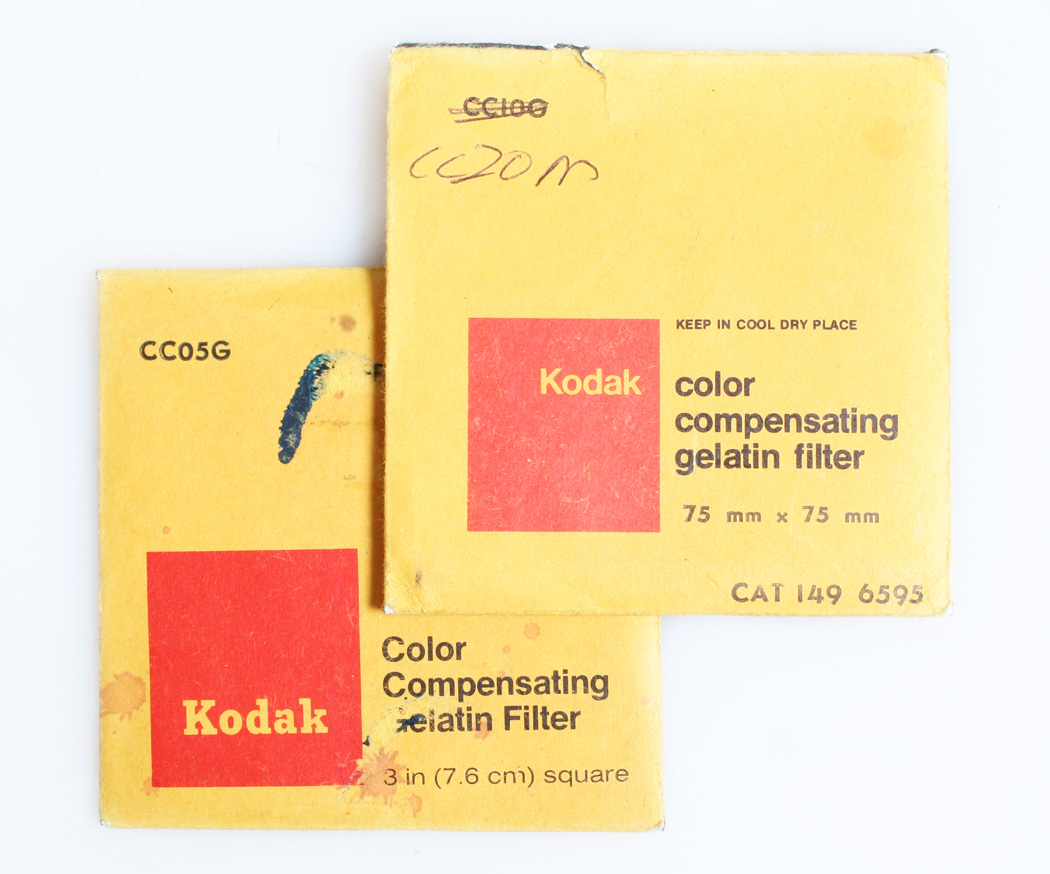 CC10G
CC20M
KEEP IN COOL DRY PLACE
Kodak
color
compensating
gelatin filter
75 mm x 75 mm
CAT 149 6595
CC05G
Kodak
Color
Compensating
Gelatin Filter
3 in (7.6 cm) square